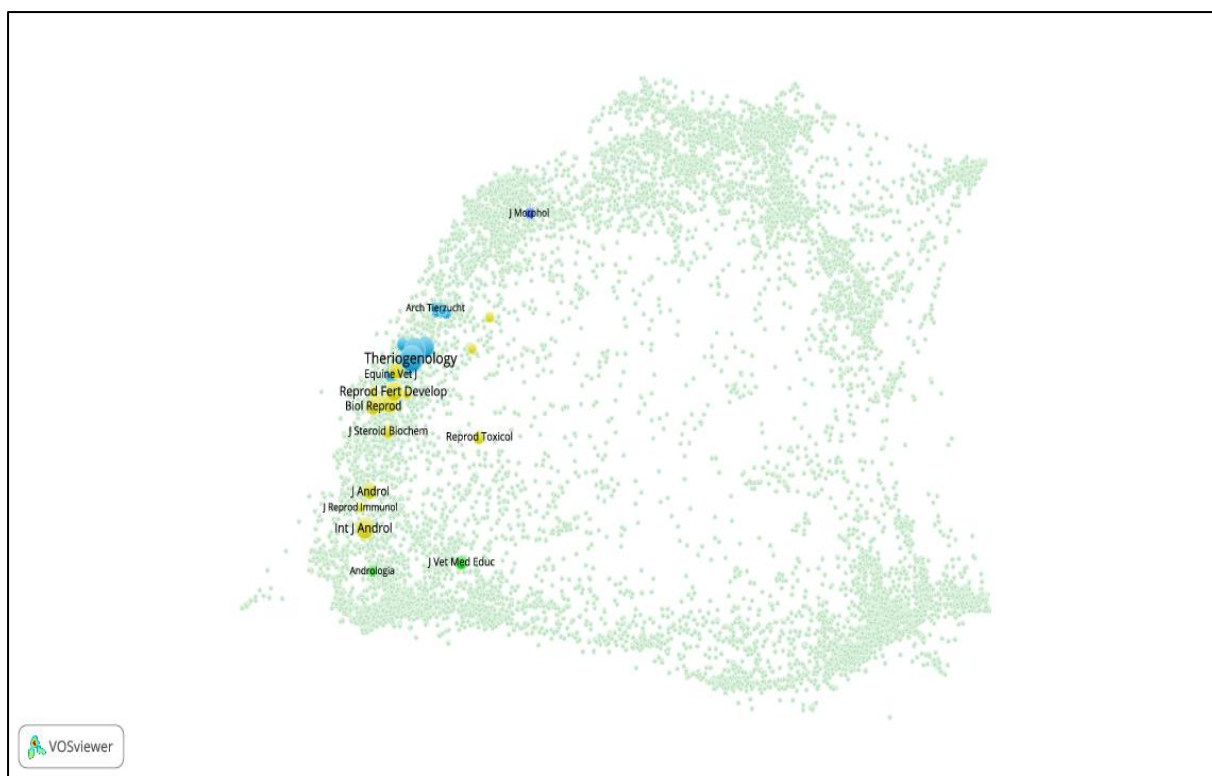 J Morphol
Arch Tierzucht
Theriogenology
Equine Vet J
Reprod Fert Develop
Biol Reprod
J Steroid Biochem
Reprod Toxicol
J Androl
J Reprod Immunol
Int J Androl
J Vet Med Educ
Andrologia
VOSviewer